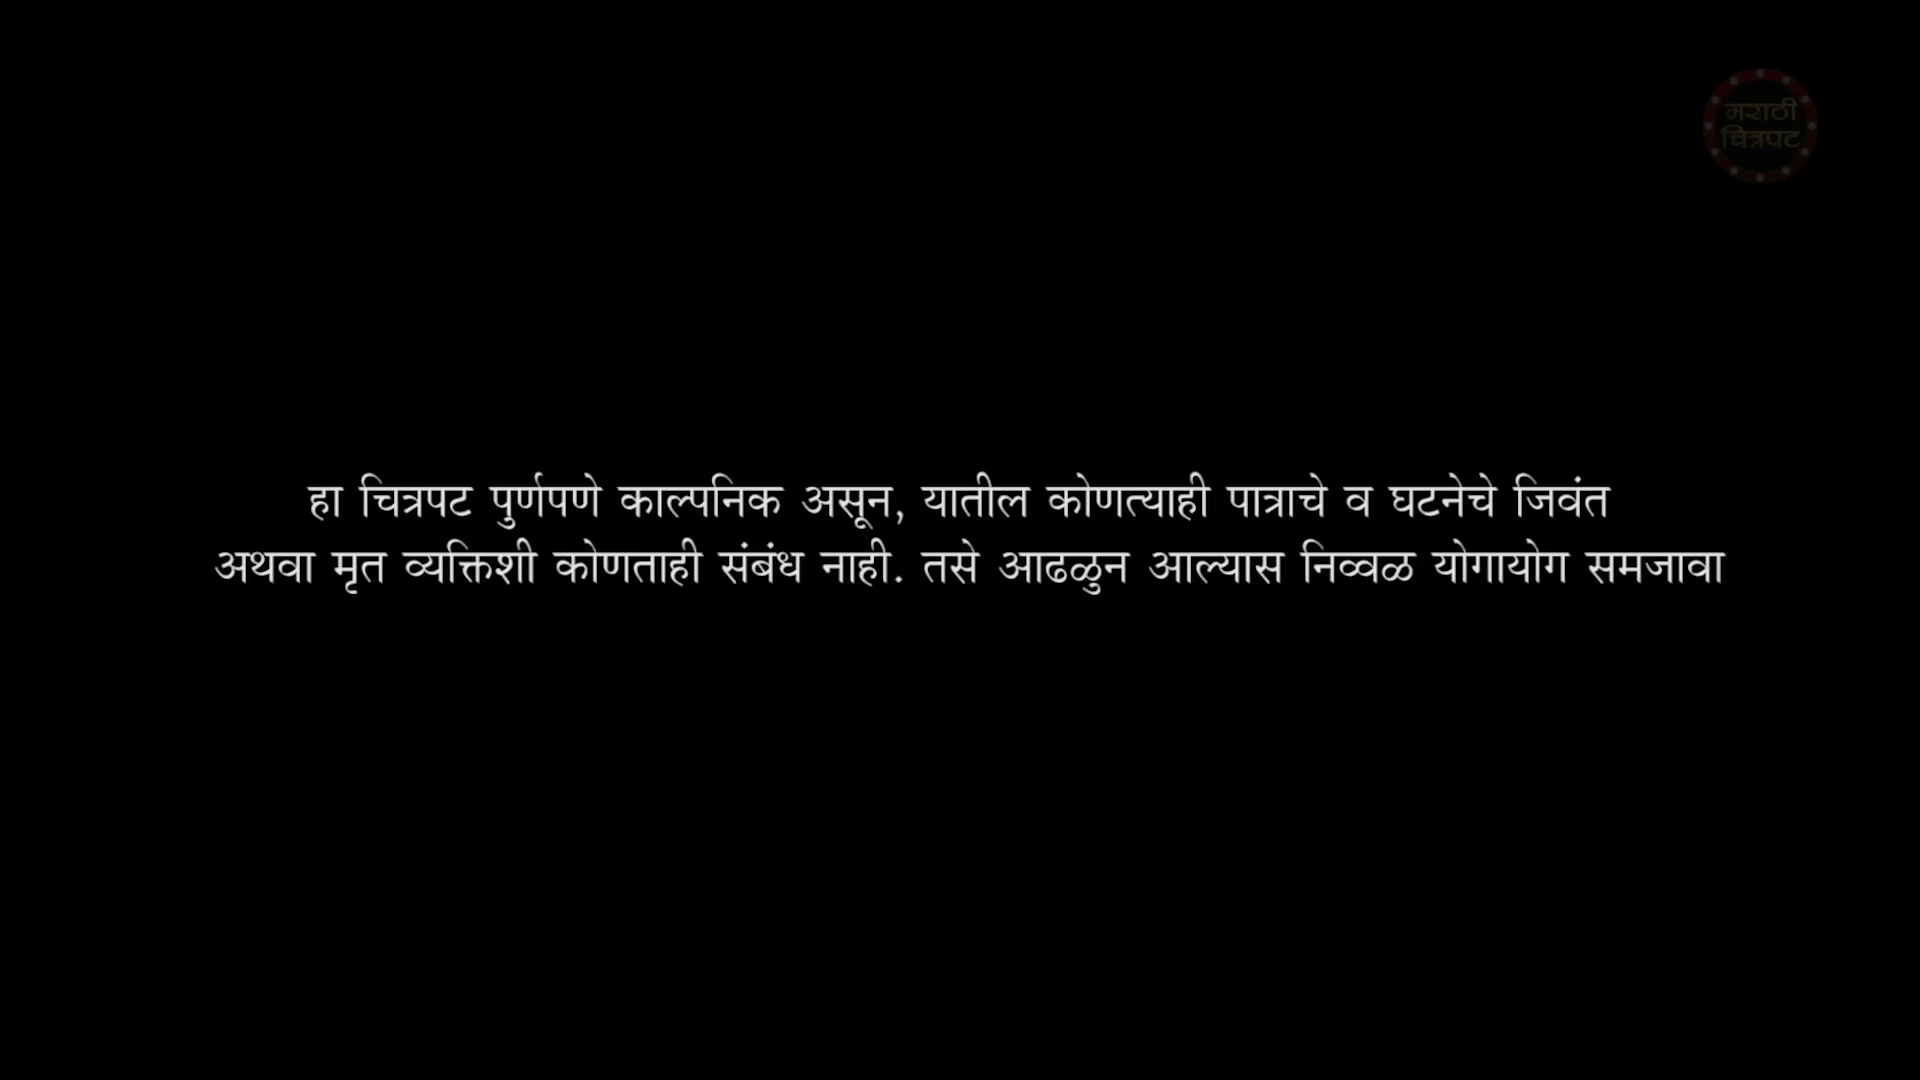 मराठी
चित्रपट
हा चित्रपट पुर्णपणे काल्पनिक असून, यातील कोणत्याही पात्राचे व घटनेचे जिवंत
अथवा मृत व्यक्तिशी कोणताही संबंध नाही. तसे आढळुन आल्यास निव्वळ योगायोग समजावा